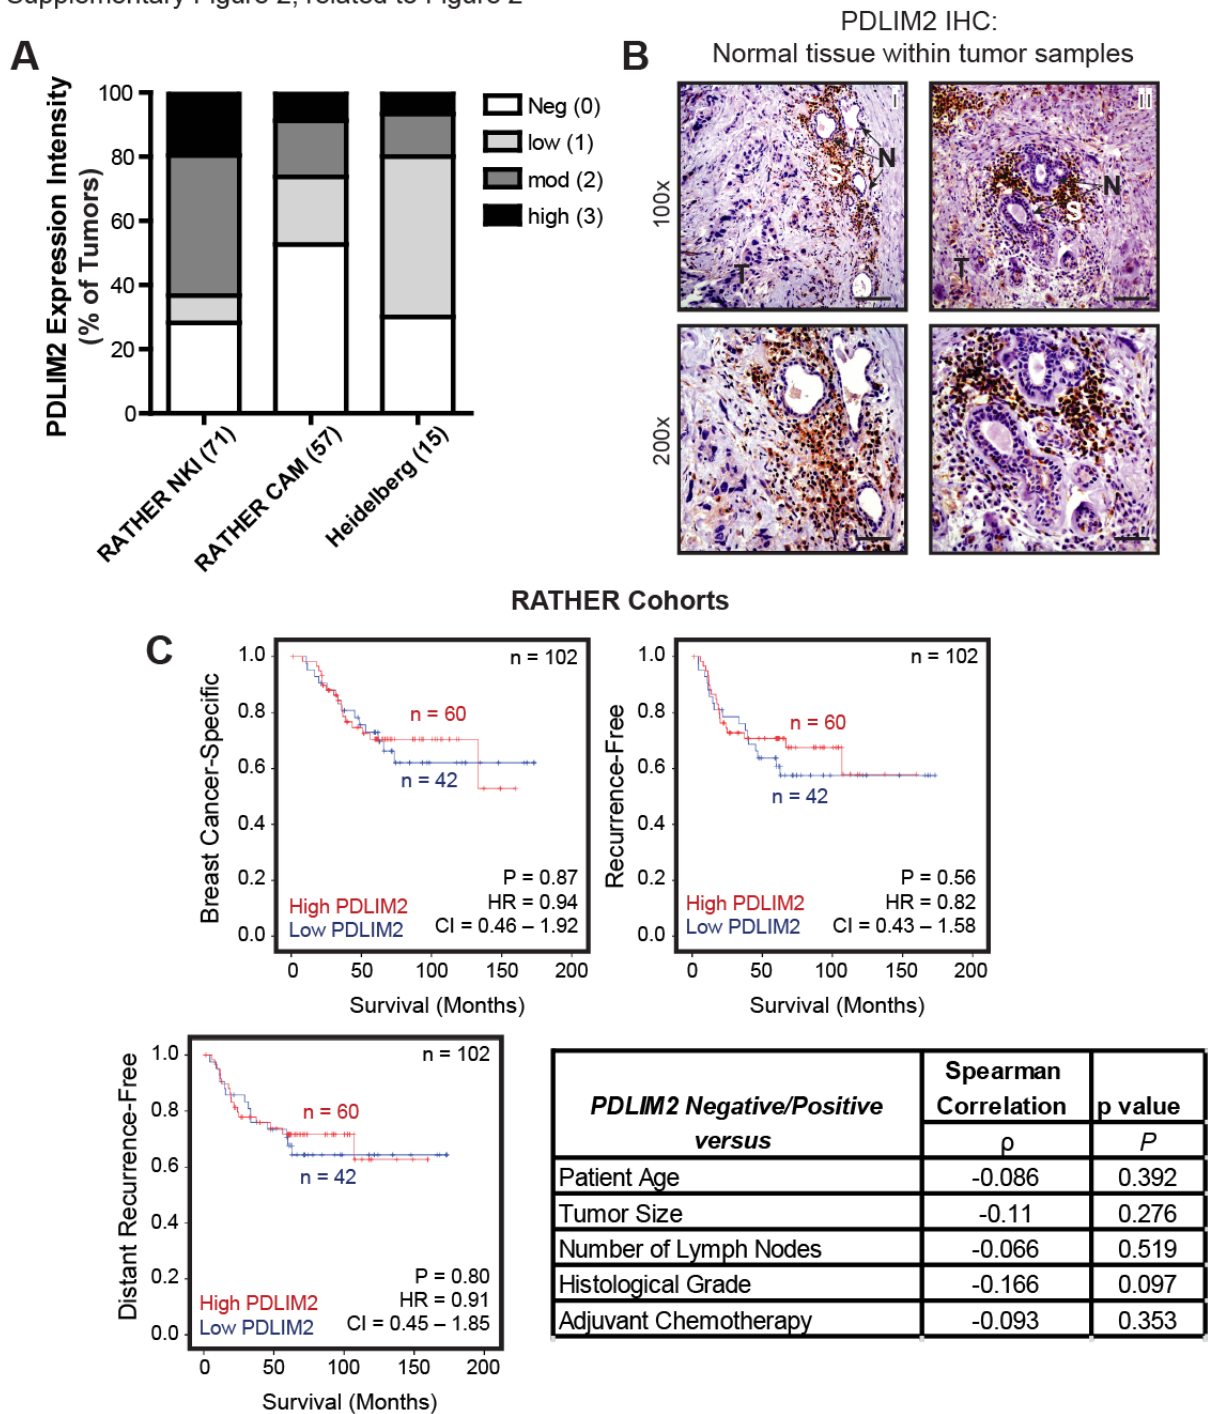 Supplementary Figure 2, related to Figure 2
A
PDLIM2 Expression Intensity
(% of Tumors)
100
80
60
40
20
0
RATHER NKI (71)
RATHER CAM (57)
Heidelberg (15)
Neg (0)
low (1)
mod (2)
high (3)
B
PDLIM2 IHC:
Normal tissue within tumor samples
100x
200x
I
N
S
T
II
N
S
T
RATHER Cohorts
C
Breast Cancer-Specific
1.0
0.8
0.6
0.4
0.2
0.0
n = 102
n = 60
n = 42
P = 0.87
HR = 0.94
CI = 0.46 – 1.92
High PDLIM2
Low PDLIM2
0 50 100 150 200
Survival (Months)
Recurrence-Free
1.0
0.8
0.6
0.4
0.2
0.0
n = 102
n = 60
n = 42
P = 0.56
HR = 0.82
CI = 0.43 – 1.58
High PDLIM2
Low PDLIM2
0 50 100 150 200
Survival (Months)
Distant Recurrence-Free
1.0
0.8
0.6
0.4
0.2
0.0
n = 102
n = 60
n = 42
P = 0.80
HR = 0.91
CI = 0.45 – 1.85
High PDLIM2
Low PDLIM2
0 50 100 150 200
Survival (Months)
PDLIM2 Negative/Positive
versus
Spearman
Correlation
p value
ρ P
Patient Age -0.086 0.392
Tumor Size -0.11 0.276
Number of Lymph Nodes -0.066 0.519
Histological Grade -0.166 0.097
Adjuvant Chemotherapy -0.093 0.353